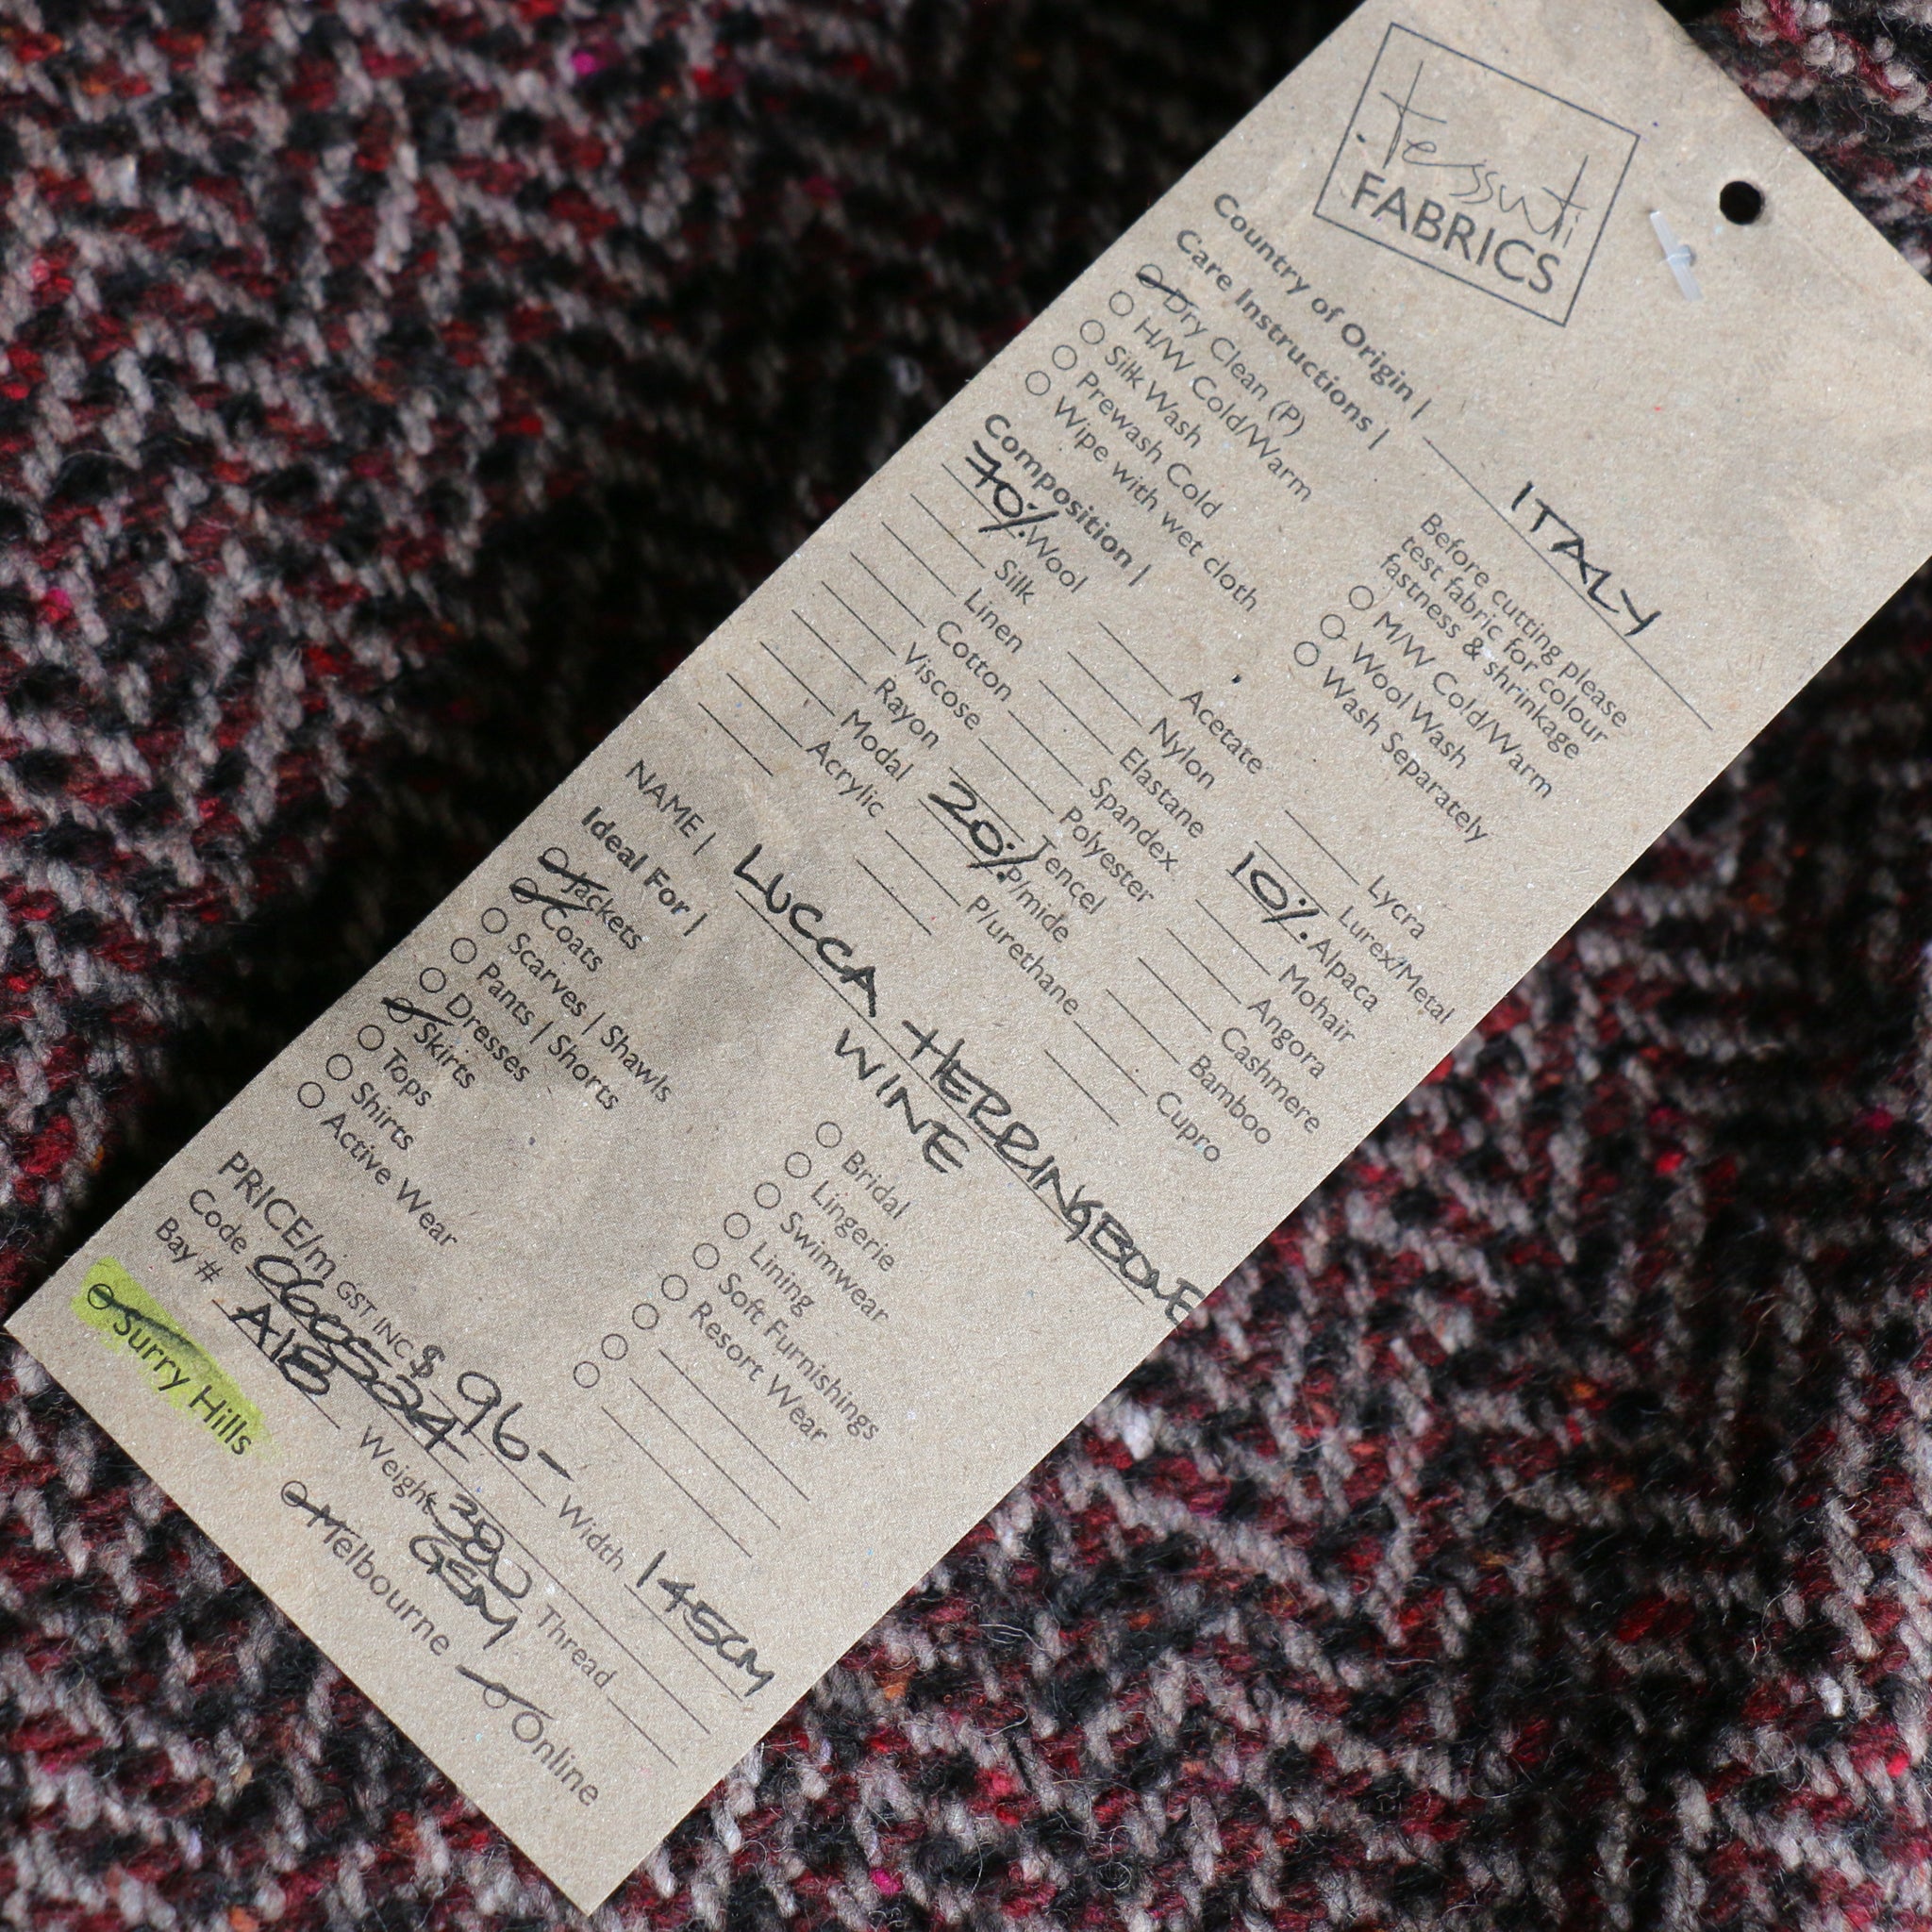 .tessuti
FABRICS
Country of Origin | ITALY
Care Instructions |
Dry Clean (P)
H/W Cold/Warm
Silk Wash
Prewash Cold
Wipe with wet cloth
Before cutting please
test fabric for colour
fastness & shrinkage
M/W Cold/Warm
Wool Wash
Wash Separately
Composition |
70% Wool
Silk
Linen
Cotton
Viscose
Rayon
Modal
Acrylic
Acetate
Nylon
Elastane
Spandex
Polyester
Tencel
20% P/mide
P/urethane
Lycra
Lurex/Metal
10% Alpaca
Mohair
Angora
Cashmere
Bamboo
Cupro
NAME | LUCCA HERRINGBONE
WINE
Ideal For |
Jackets
Coats
Scarves | Shawls
Pants | Shorts
Dresses
Skirts
Tops
Shirts
Active Wear
Bridal
Lingerie
Swimwear
Lining
Soft Furnishings
Resort Wear
PRICE/m GST INC $ 96- Width 145CM
Code Thread
Bay # A1B Weight GSM
Surry Hills Melbourne Online